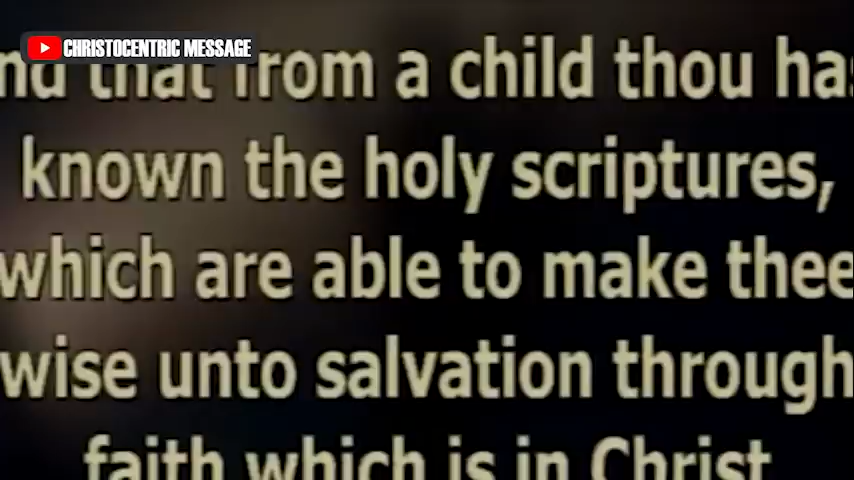 CHRISTOCENTRIC MESSAGE
nd that from a child thou has
known the holy scriptures,
which are able to make thee
wise unto salvation through
faith which is in Christ